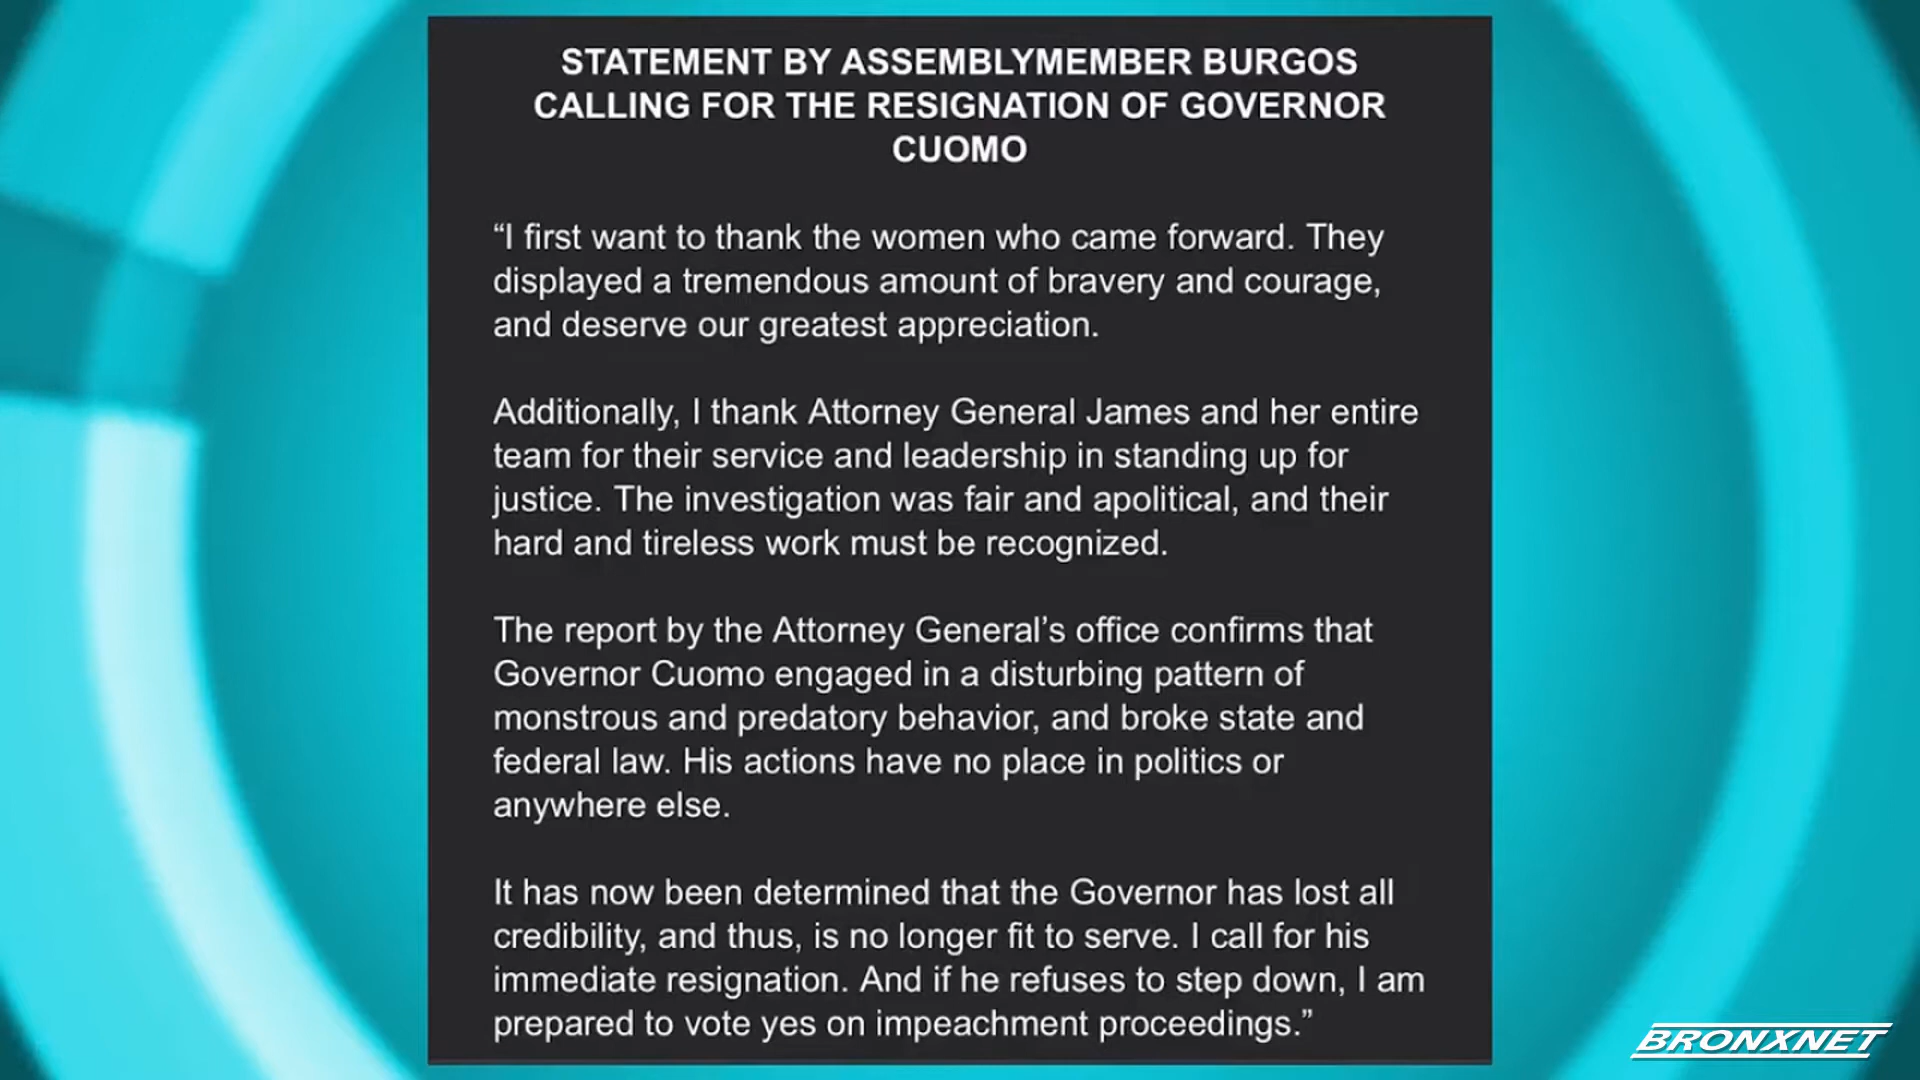 STATEMENT BY ASSEMBLYMEMBER BURGOS
CALLING FOR THE RESIGNATION OF GOVERNOR
CUOMO
“I first want to thank the women who came forward. They
displayed a tremendous amount of bravery and courage,
and deserve our greatest appreciation.
Additionally, I thank Attorney General James and her entire
team for their service and leadership in standing up for
justice. The investigation was fair and apolitical, and their
hard and tireless work must be recognized.
The report by the Attorney General’s office confirms that
Governor Cuomo engaged in a disturbing pattern of
monstrous and predatory behavior, and broke state and
federal law. His actions have no place in politics or
anywhere else.
It has now been determined that the Governor has lost all
credibility, and thus, is no longer fit to serve. I call for his
immediate resignation. And if he refuses to step down, I am
prepared to vote yes on impeachment proceedings.”
BRONXNET